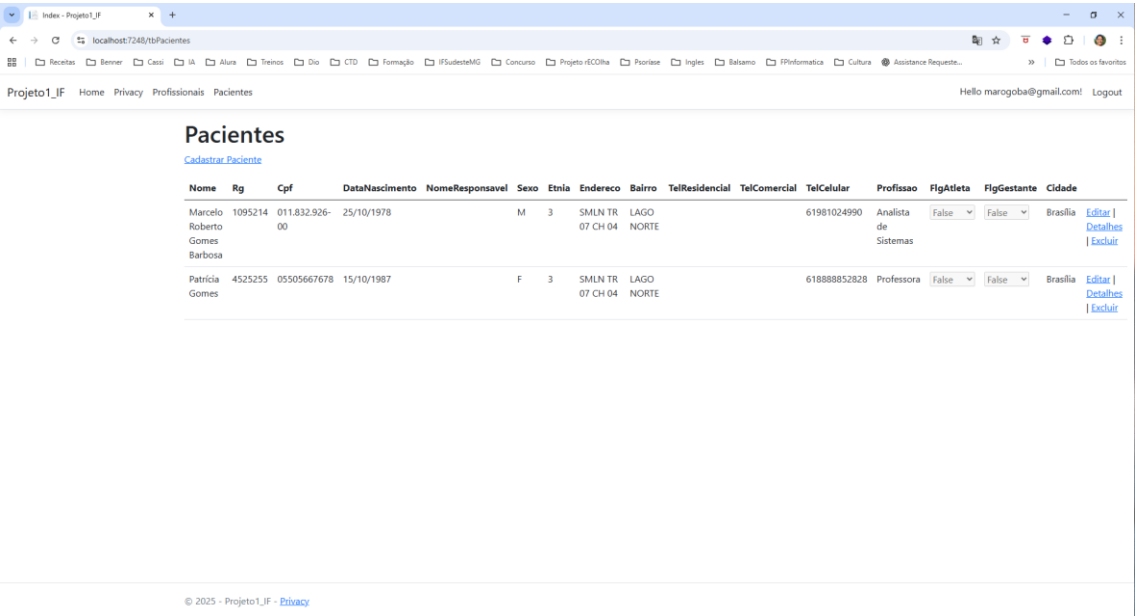 Index - Projeto1_IF
localhost:7248/tbPacientes
Receitas Benner Cassi IA Alura Treinos Dio CTD Formação IFSudesteMG Concurso Projeto rECOlha Psoríase Ingles Balsamo FPInformatica Cultura Assistance Requeste... » Todos os favoritos
Projeto1_IF Home Privacy Profissionais Pacientes Hello marogoba@gmail.com! Logout
Pacientes
Cadastrar Paciente
Nome Rg Cpf DataNascimento NomeResponsavel Sexo Etnia Endereco Bairro TelResidencial TelComercial TelCelular Profissao FlgAtleta FlgGestante Cidade
Marcelo 1095214 011.832.926- 25/10/1978 M 3 SMLN TR LAGO 61981024990 Analista False False Brasília Editar |
Roberto 00 07 CH 04 NORTE de Detalhes
Gomes Sistemas | Excluir
Barbosa
Patrícia 4525255 05505667678 15/10/1987 F 3 SMLN TR LAGO 618888852828 Professora False False Brasília Editar |
Gomes 07 CH 04 NORTE Detalhes
| Excluir
© 2025 - Projeto1_IF - Privacy